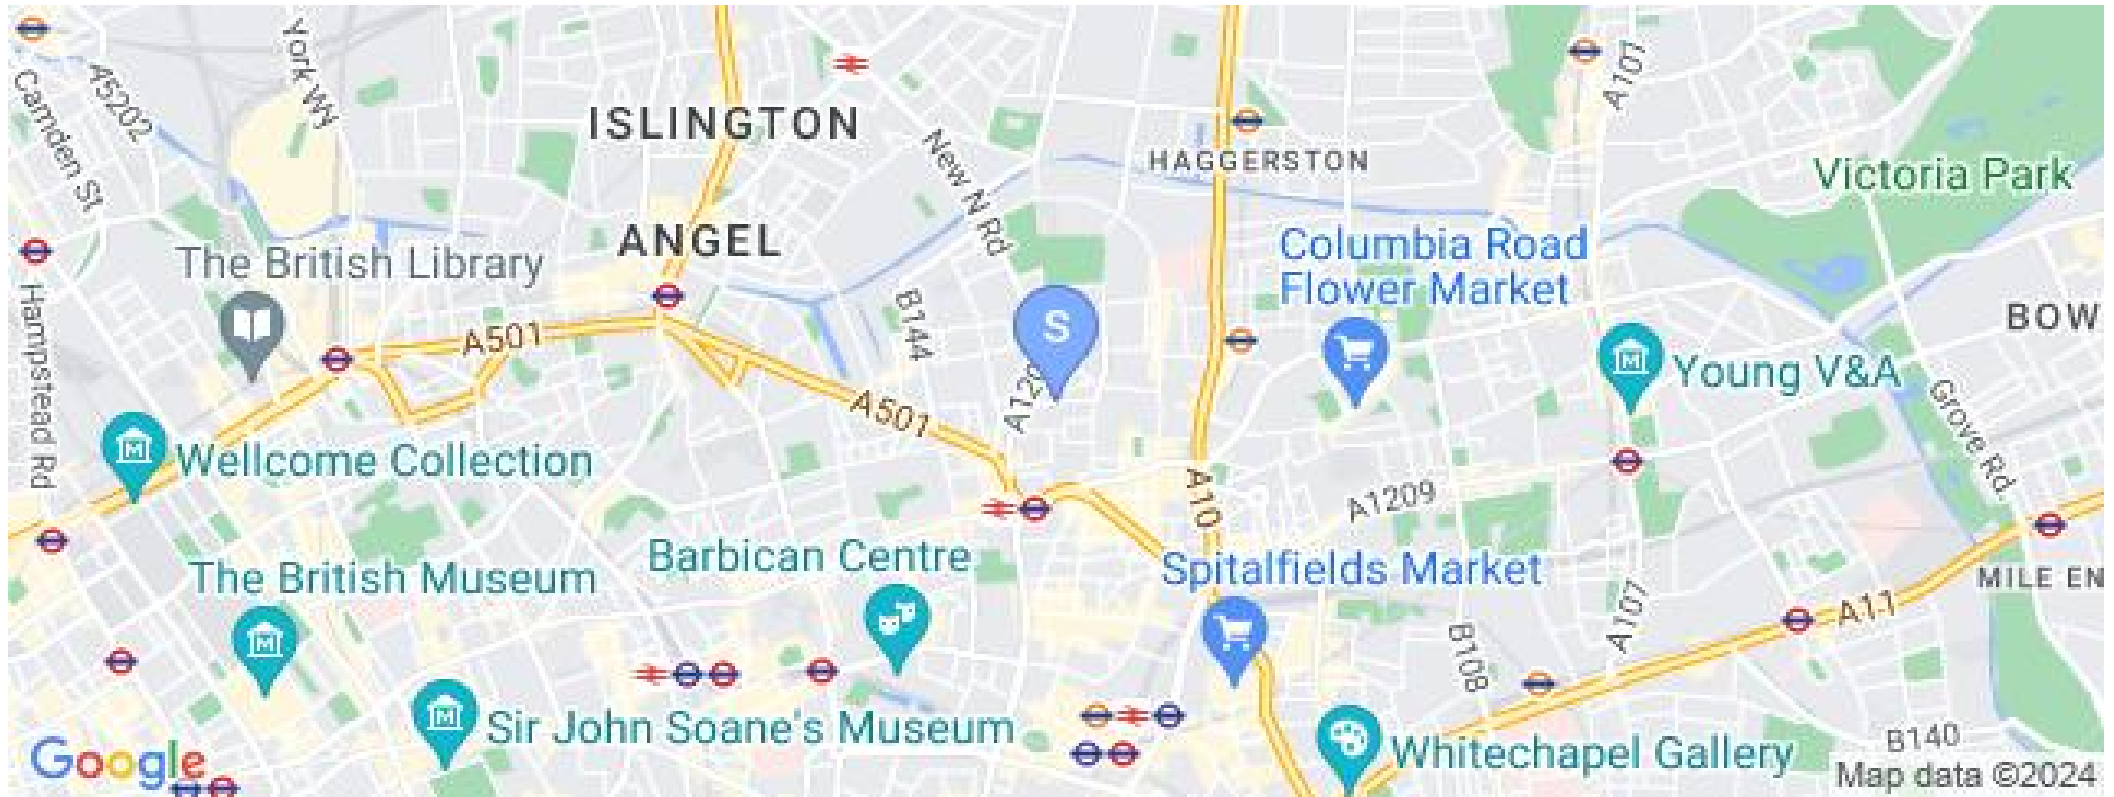 York Wy
Camden St
45202
A107
ISLINGTON
New N Rd
HAGGERSTON
Victoria Park
ANGEL
The British Library
Columbia Road
Flower Market
Hampstead Rd
B144
S
BOW
A501
A501
Young V&A
Grove Rd
Wellcome Collection
A10
A1209
The British Museum
Barbican Centre
Spitalfields Market
MILE EN
A107
A11
B108
Sir John Soane's Museum
Whitechapel Gallery
B140
Google
Map data ©2024